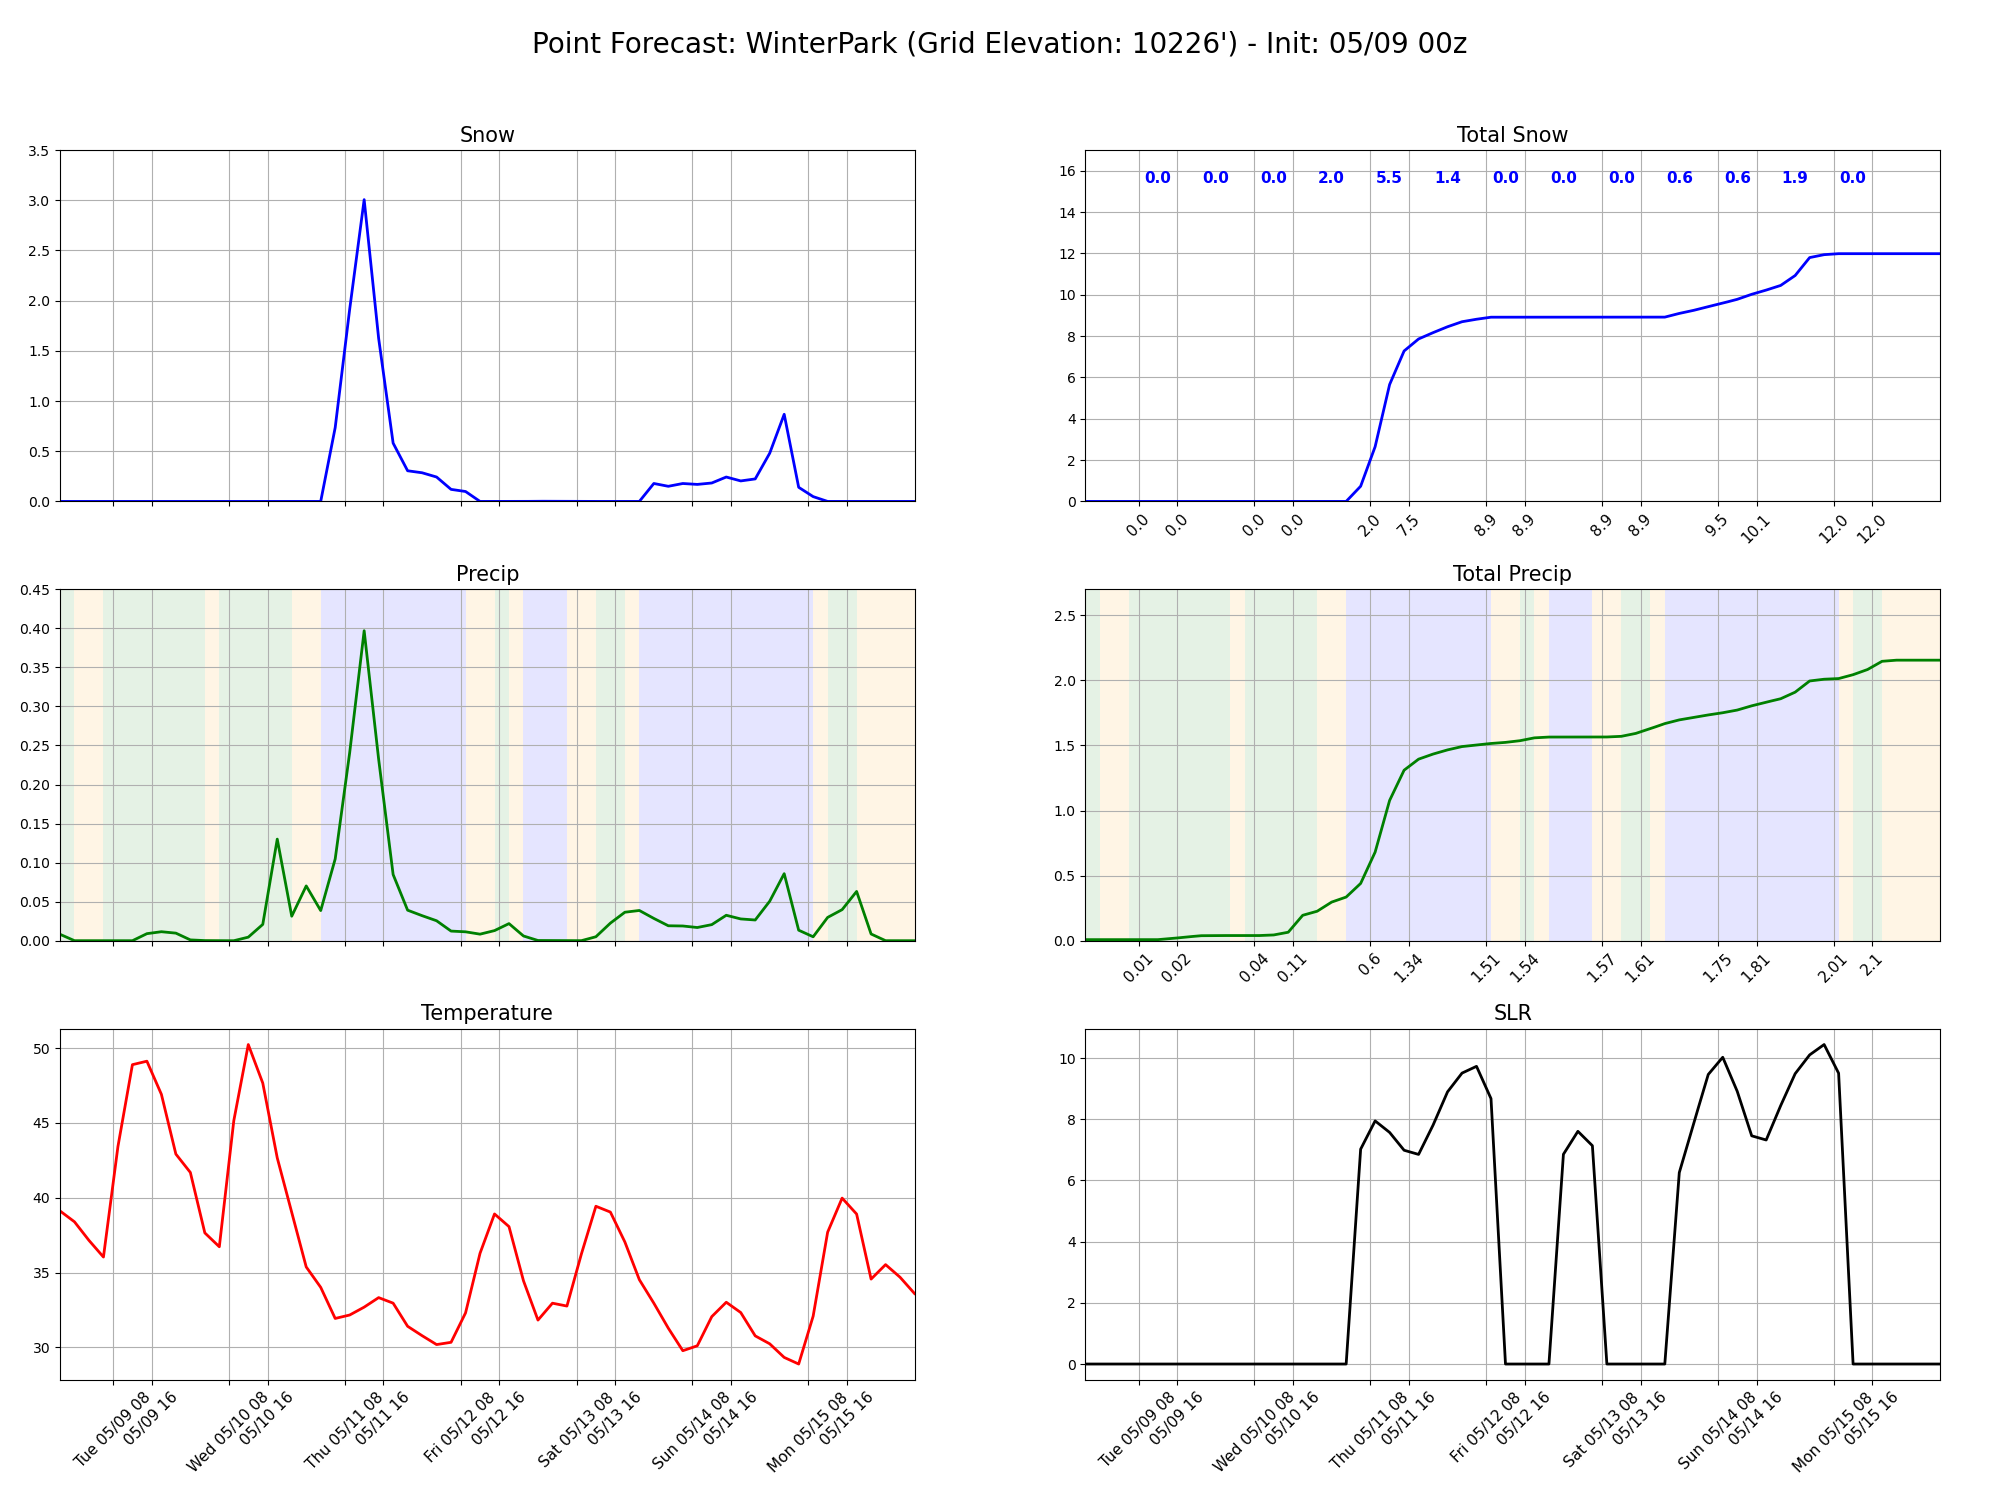 Point Forecast: WinterPark (Grid Elevation: 10226') - Init: 05/09 00z
Snow
3.5
3.0
2.5
2.0
1.5
1.0
0.5
0.0
Total Snow
16
14
12
10
8
6
4
2
0
0.0 0.0 0.0 2.0 5.5 1.4 0.0 0.0 0.0 0.6 0.6 1.9 0.0
0.0 0.0 0.0 0.0 2.0 7.5 8.9 8.9 8.9 8.9 9.5 10.1 12.0 12.0
Precip
0.45
0.40
0.35
0.30
0.25
0.20
0.15
0.10
0.05
0.00
Total Precip
2.5
2.0
1.5
1.0
0.5
0.0
0.01 0.02 0.04 0.11 0.6 1.34 1.51 1.54 1.57 1.61 1.75 1.81 2.01 2.1
Temperature
50
45
40
35
30
Tue 05/09 08
05/09 16
Wed 05/10 08
05/10 16
Thu 05/11 08
05/11 16
Fri 05/12 08
05/12 16
Sat 05/13 08
05/13 16
Sun 05/14 08
05/14 16
Mon 05/15 08
05/15 16
SLR
10
8
6
4
2
0
Tue 05/09 08
05/09 16
Wed 05/10 08
05/10 16
Thu 05/11 08
05/11 16
Fri 05/12 08
05/12 16
Sat 05/13 08
05/13 16
Sun 05/14 08
05/14 16
Mon 05/15 08
05/15 16